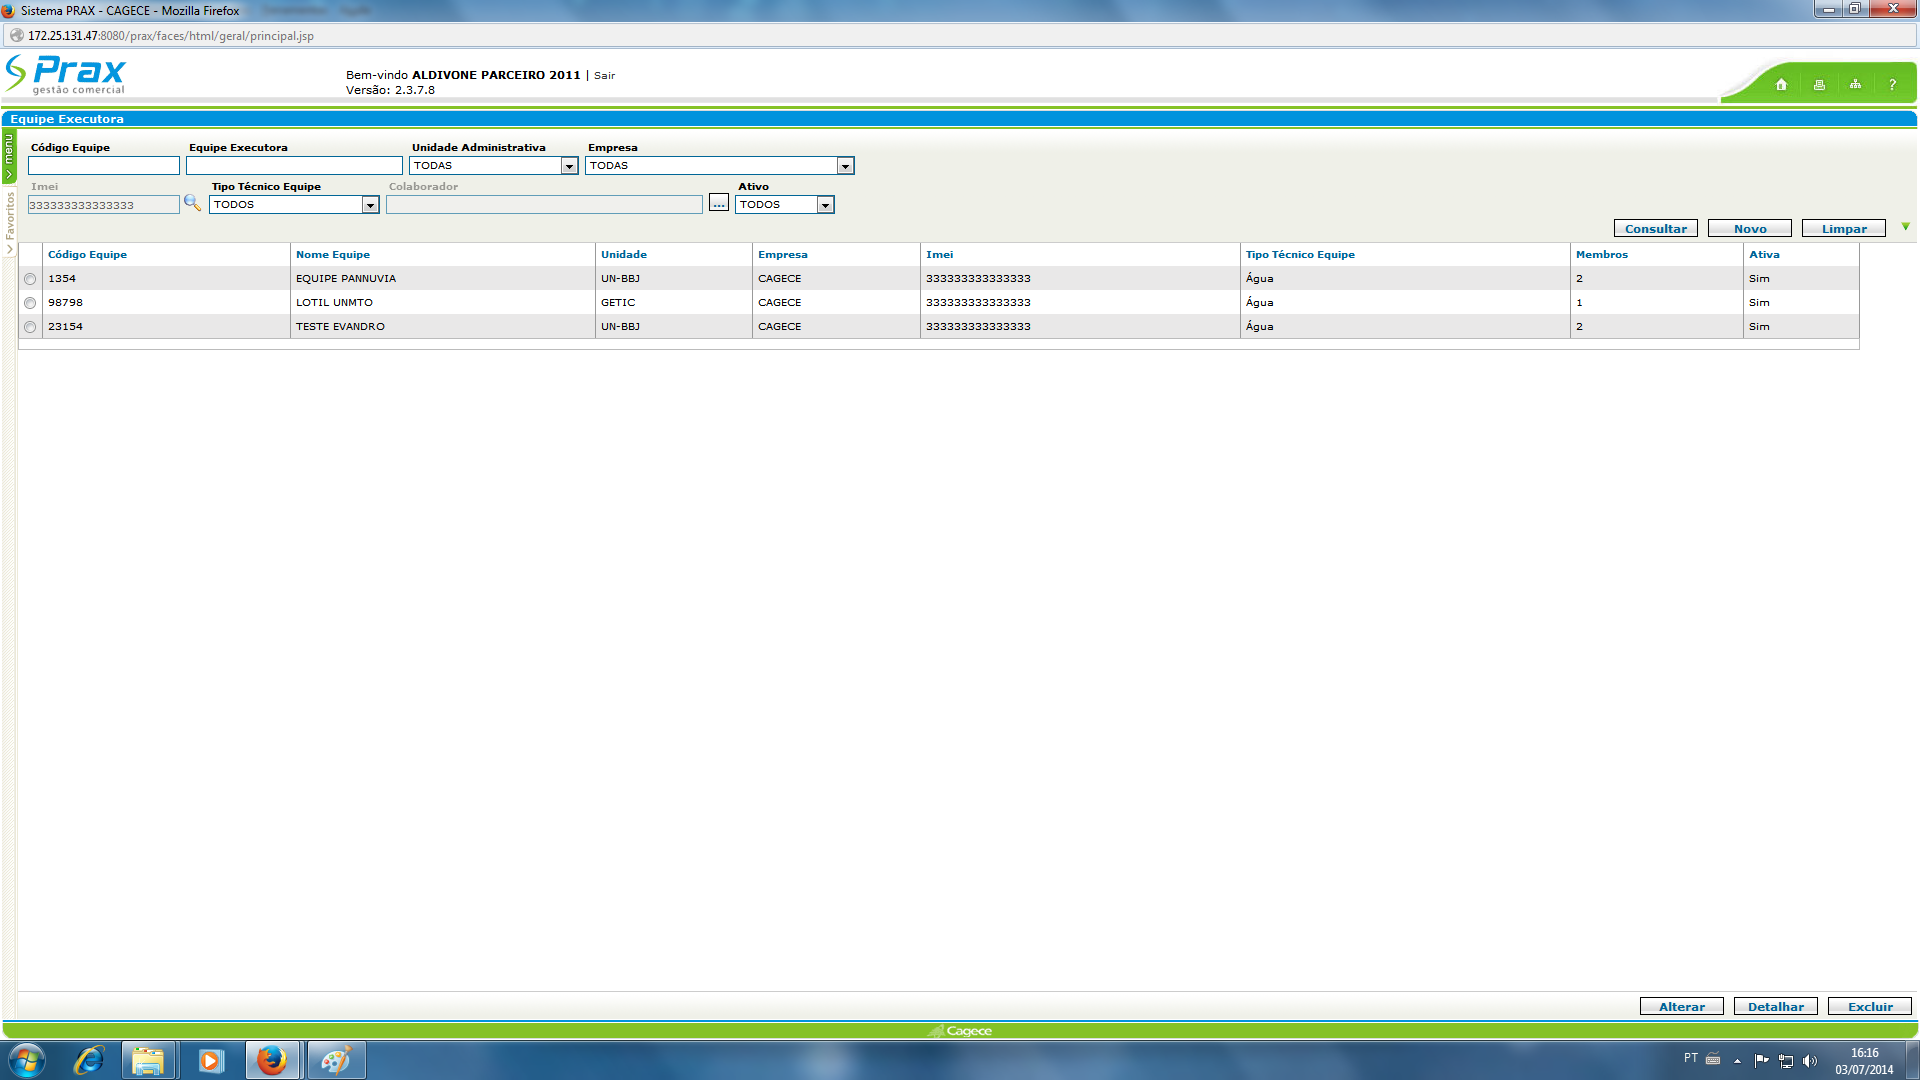 Sistema PRAX - CAGECE - Mozilla Firefox
172.25.131.47:8080/prax/faces/html/geral/principal.jsp
Prax
gestão comercial
Bem-vindo ALDIVONE PARCEIRO 2011 | Sair
Versão: 2.3.7.8
?
Equipe Executora
menu
Favoritos
Código Equipe Equipe Executora Unidade Administrativa Empresa
TODAS TODAS
Imei Tipo Técnico Equipe Colaborador Ativo
333333333333333 TODOS ... TODOS
Consultar Novo Limpar
Código Equipe Nome Equipe Unidade Empresa Imei Tipo Técnico Equipe Membros Ativa
1354 EQUIPE PANNUVIA UN-BBJ CAGECE 333333333333333 Água 2 Sim
98798 LOTIL UNMTO GETIC CAGECE 333333333333333 Água 1 Sim
23154 TESTE EVANDRO UN-BBJ CAGECE 333333333333333 Água 2 Sim
Alterar Detalhar Excluir
Cagece
PT
16:16
03/07/2014